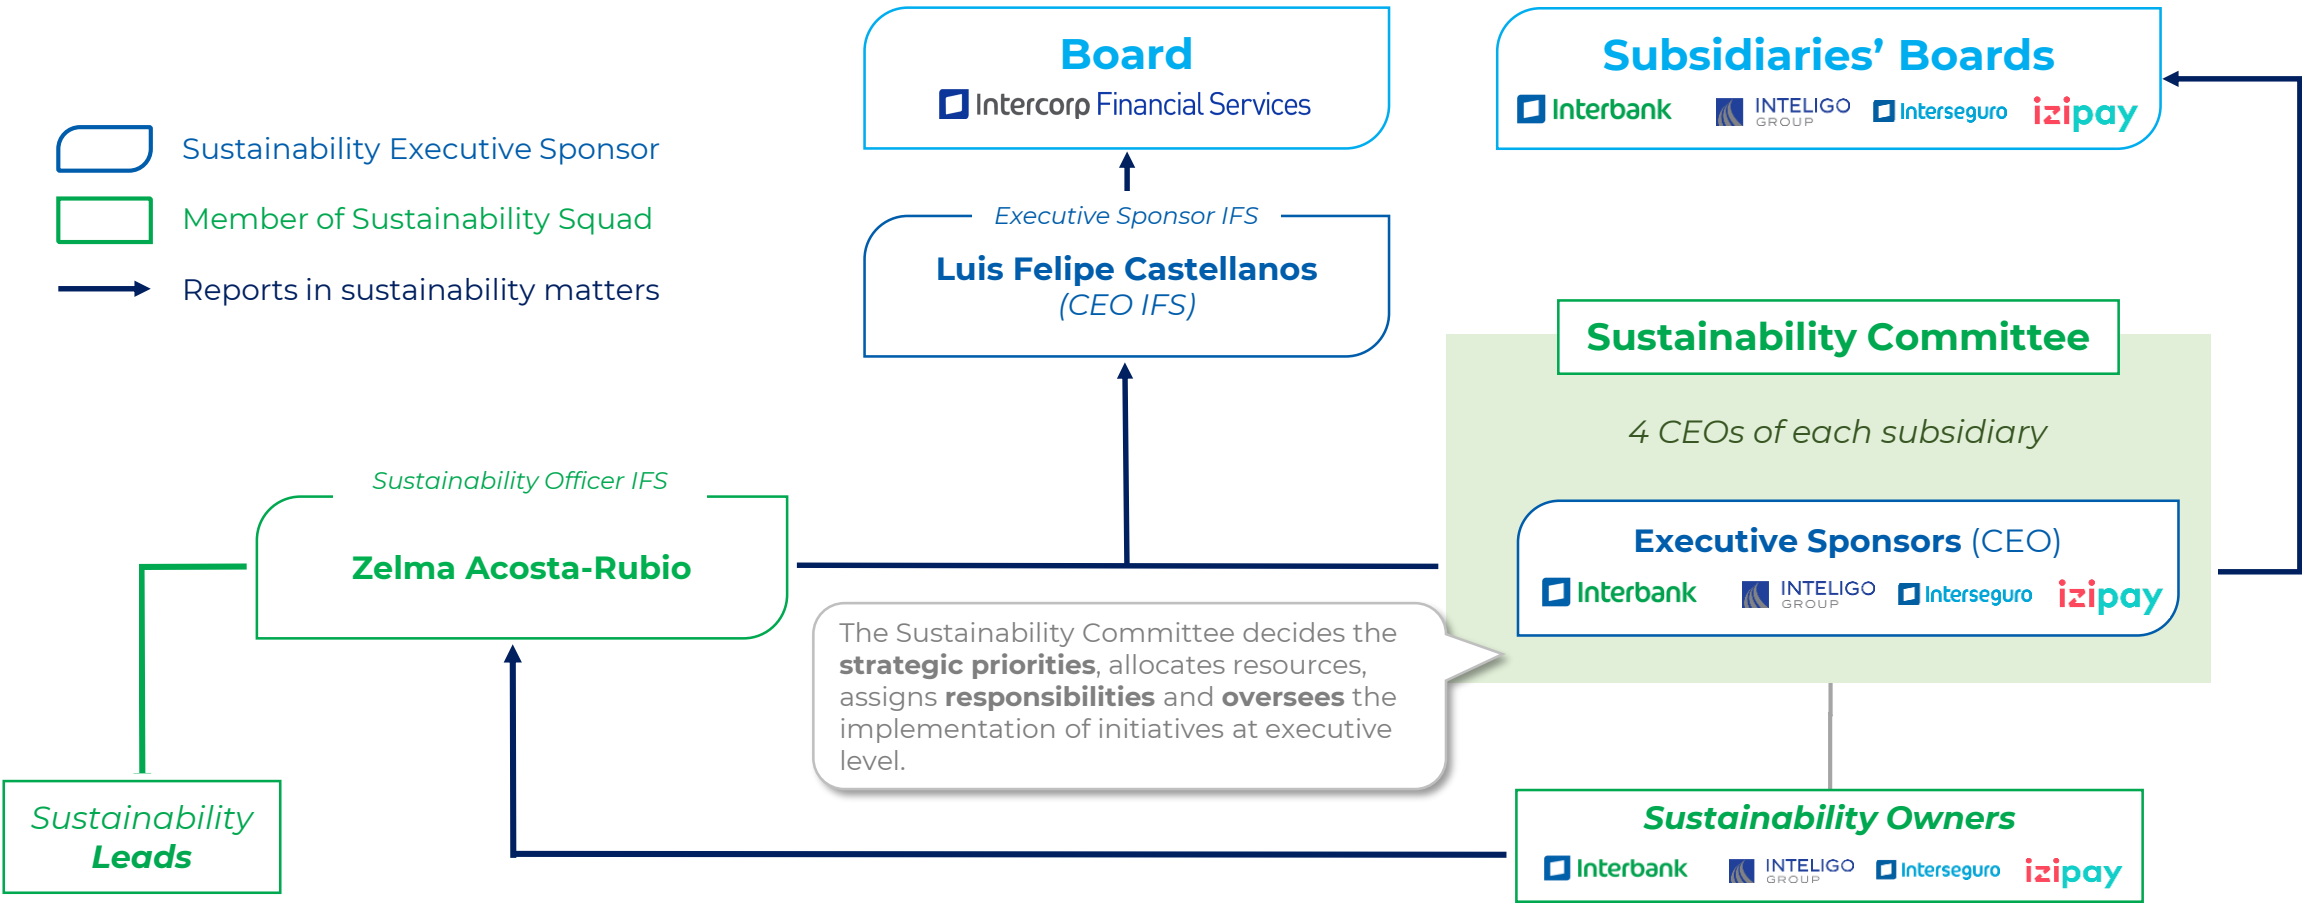 Board
Intercorp Financial Services
Subsidiaries’ Boards
Interbank
INTELIGO
GROUP
Interseguro
izipay
Sustainability Executive Sponsor
Member of Sustainability Squad
Reports in sustainability matters
Executive Sponsor IFS
Luis Felipe Castellanos
(CEO IFS)
Sustainability Committee
4 CEOs of each subsidiary
Executive Sponsors (CEO)
Interbank
INTELIGO
GROUP
Interseguro
izipay
Sustainability Officer IFS
Zelma Acosta-Rubio
The Sustainability Committee decides the
strategic priorities, allocates resources,
assigns responsibilities and oversees the
implementation of initiatives at executive
level.
Sustainability
Leads
Sustainability Owners
Interbank
INTELIGO
GROUP
Interseguro
izipay